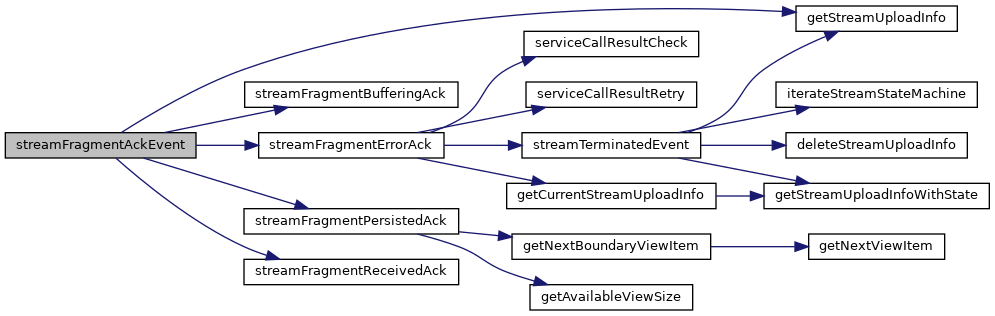 getStreamUploadInfo
serviceCallResultCheck
streamFragmentBufferingAck
serviceCallResultRetry
iterateStreamStateMachine
streamFragmentAckEvent
streamFragmentErrorAck
streamTerminatedEvent
deleteStreamUploadInfo
getCurrentStreamUploadInfo
getStreamUploadInfoWithState
streamFragmentPersistedAck
getNextBoundaryViewItem
getNextViewItem
streamFragmentReceivedAck
getAvailableViewSize